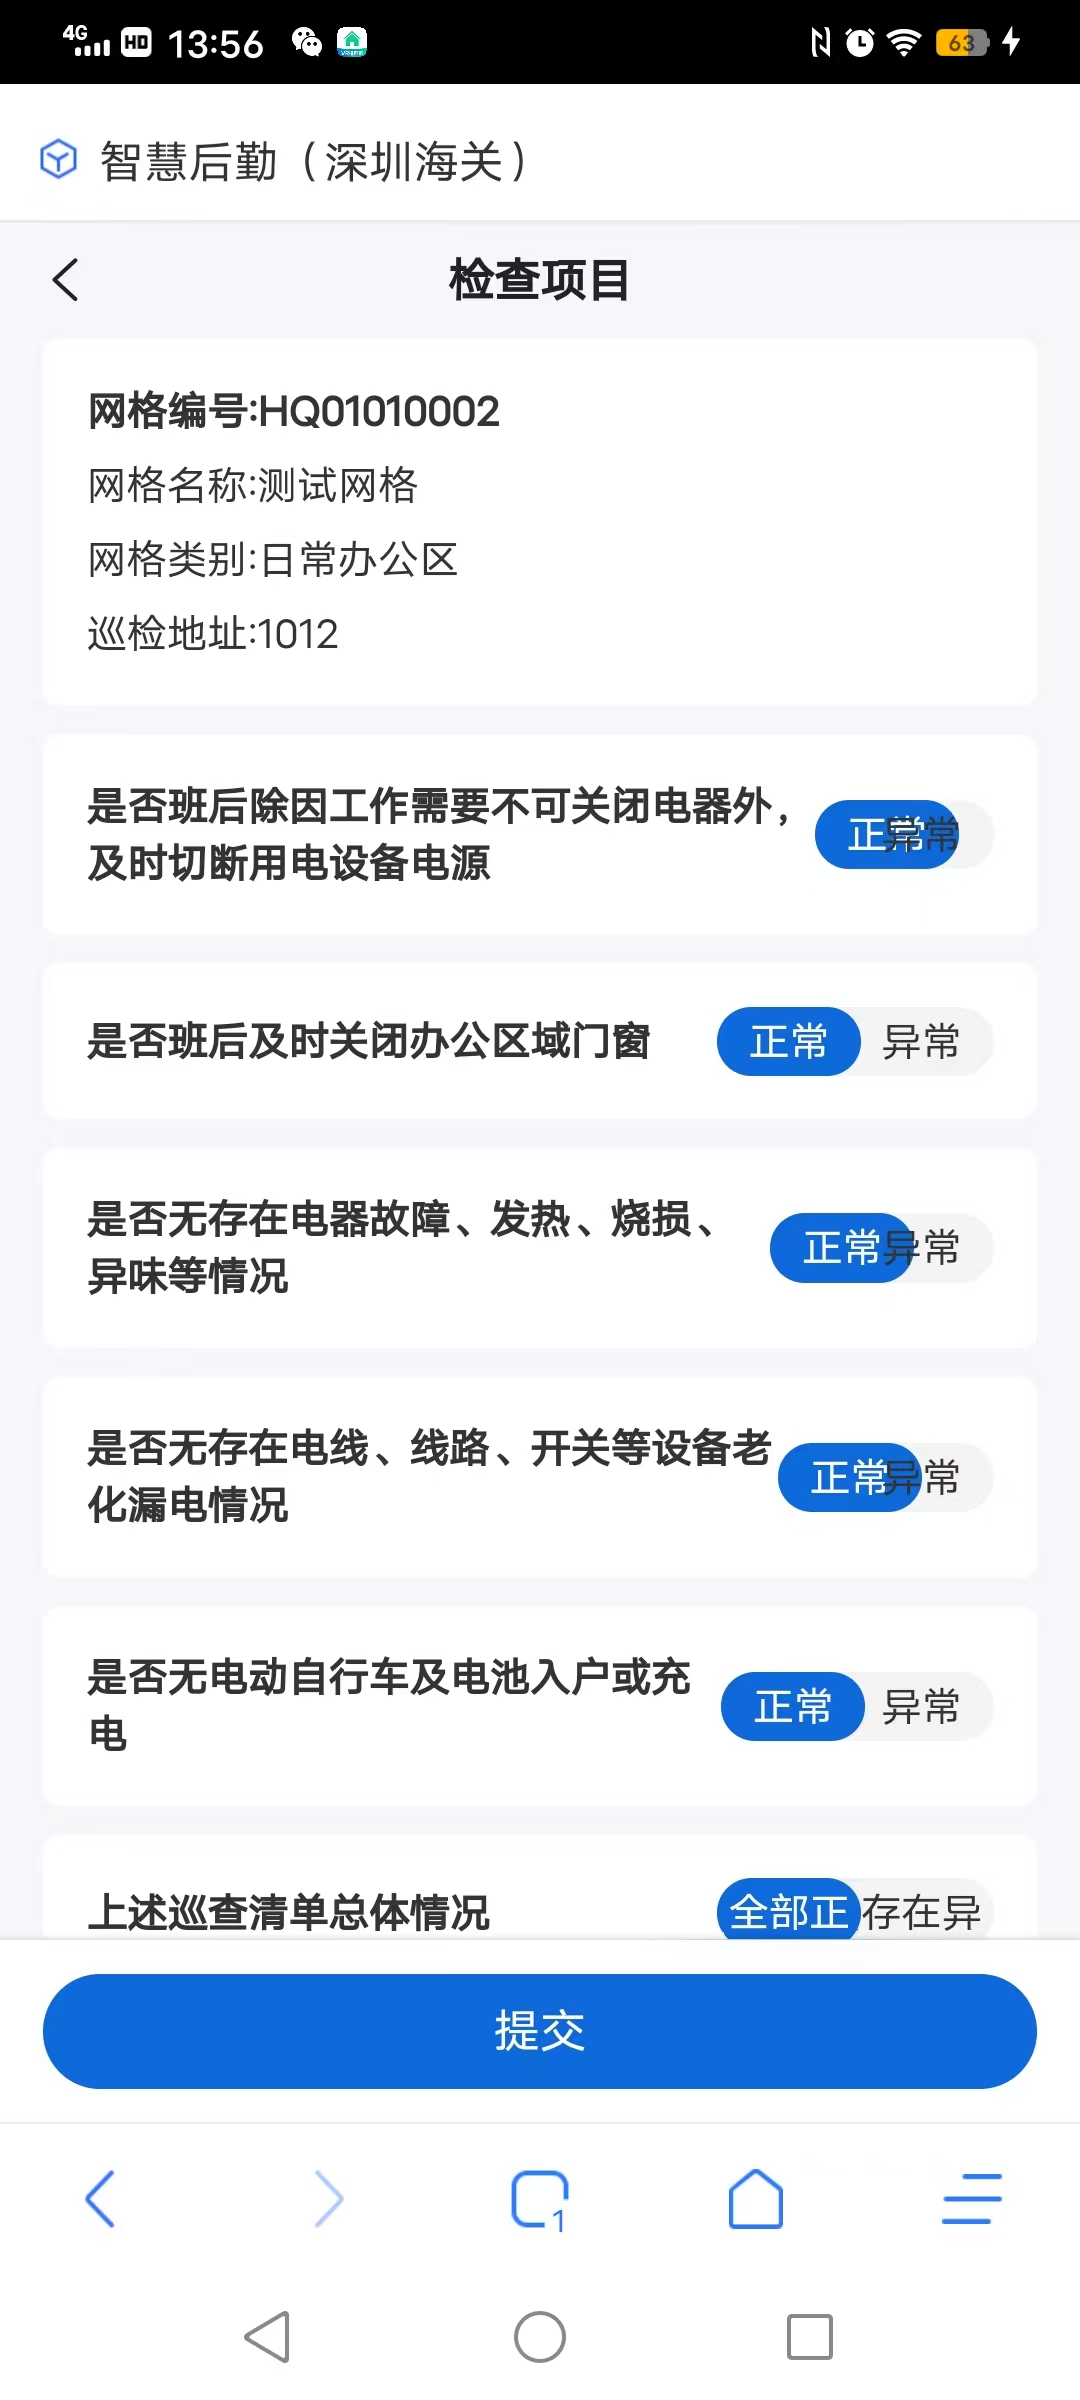 4G HD 13:56 63
智慧后勤（深圳海关）
检查项目
网格编号:HQ01010002
网格名称:测试网格
网格类别:日常办公区
巡检地址:1012
是否班后除因工作需要不可关闭电器外，
及时切断用电设备电源
正常 异常
是否班后及时关闭办公区域门窗
正常 异常
是否无存在电器故障、发热、烧损、
异味等情况
正常 异常
是否无存在电线、线路、开关等设备老
化漏电情况
正常 异常
是否无电动自行车及电池入户或充
电
正常 异常
上述巡查清单总体情况
全部正 存在异
提交
1